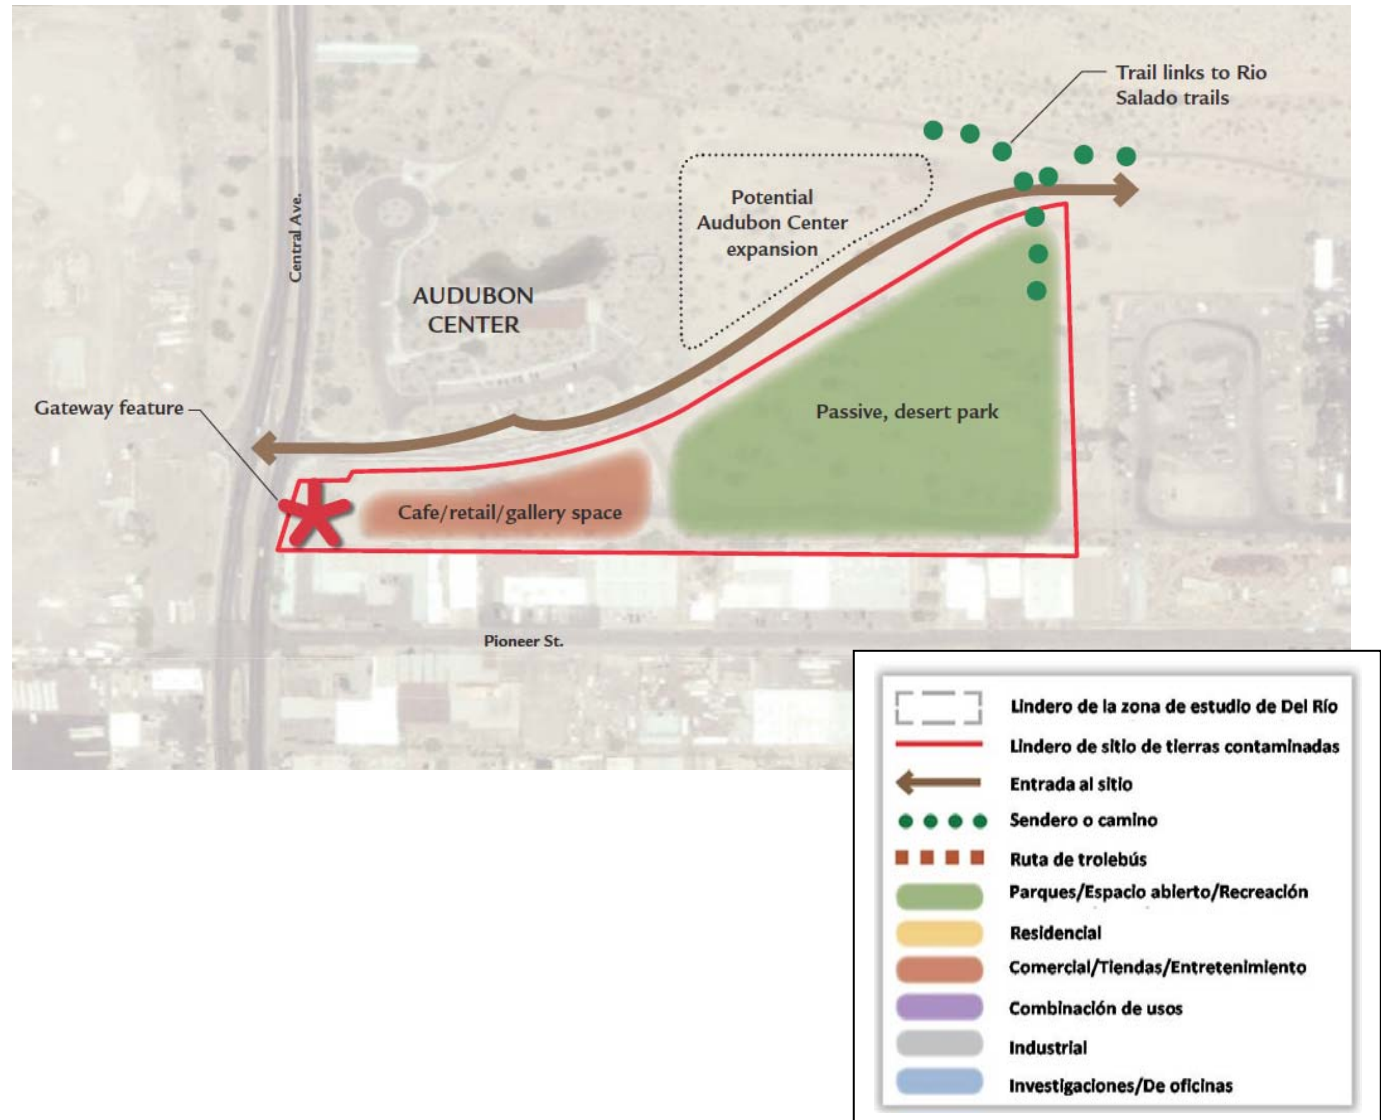 Trail links to Rio
Salado trails
Potential
Audubon Center
expansion
Central Ave.
AUDUBON
CENTER
Gateway feature
Passive, desert park
Cafe/retail/gallery space
Pioneer St.
Lindero de la zona de estudio de Del Río
Lindero de sitio de tierras contaminadas
Entrada al sitio
Sendero o camino
Ruta de trolebús
Parques/Espacio abierto/Recreación
Residencial
Comercial/Tiendas/Entretenimiento
Combinación de usos
Industrial
Investigaciones/De oficinas